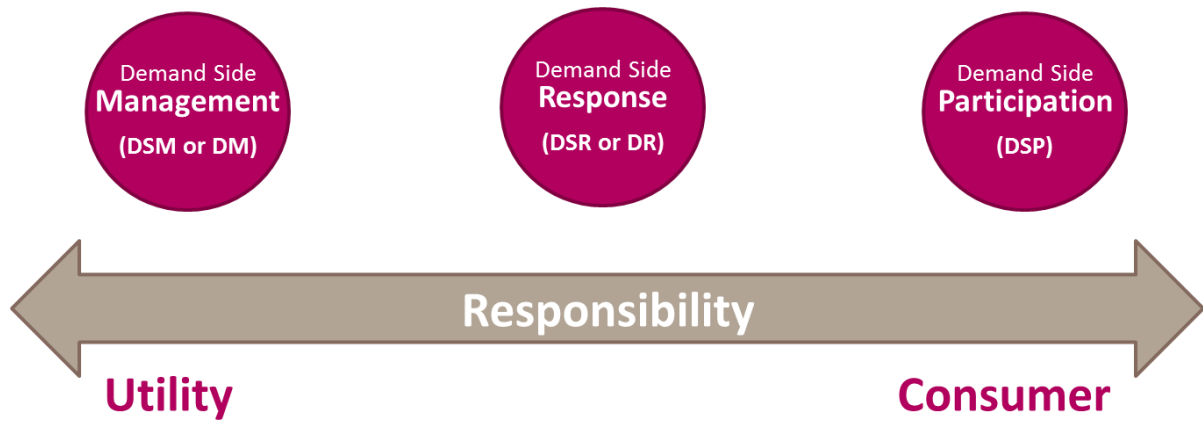 Demand Side
Management
(DSM or DM)
Demand Side
Response
(DSR or DR)
Demand Side
Participation
(DSP)
Responsibility
Utility
Consumer